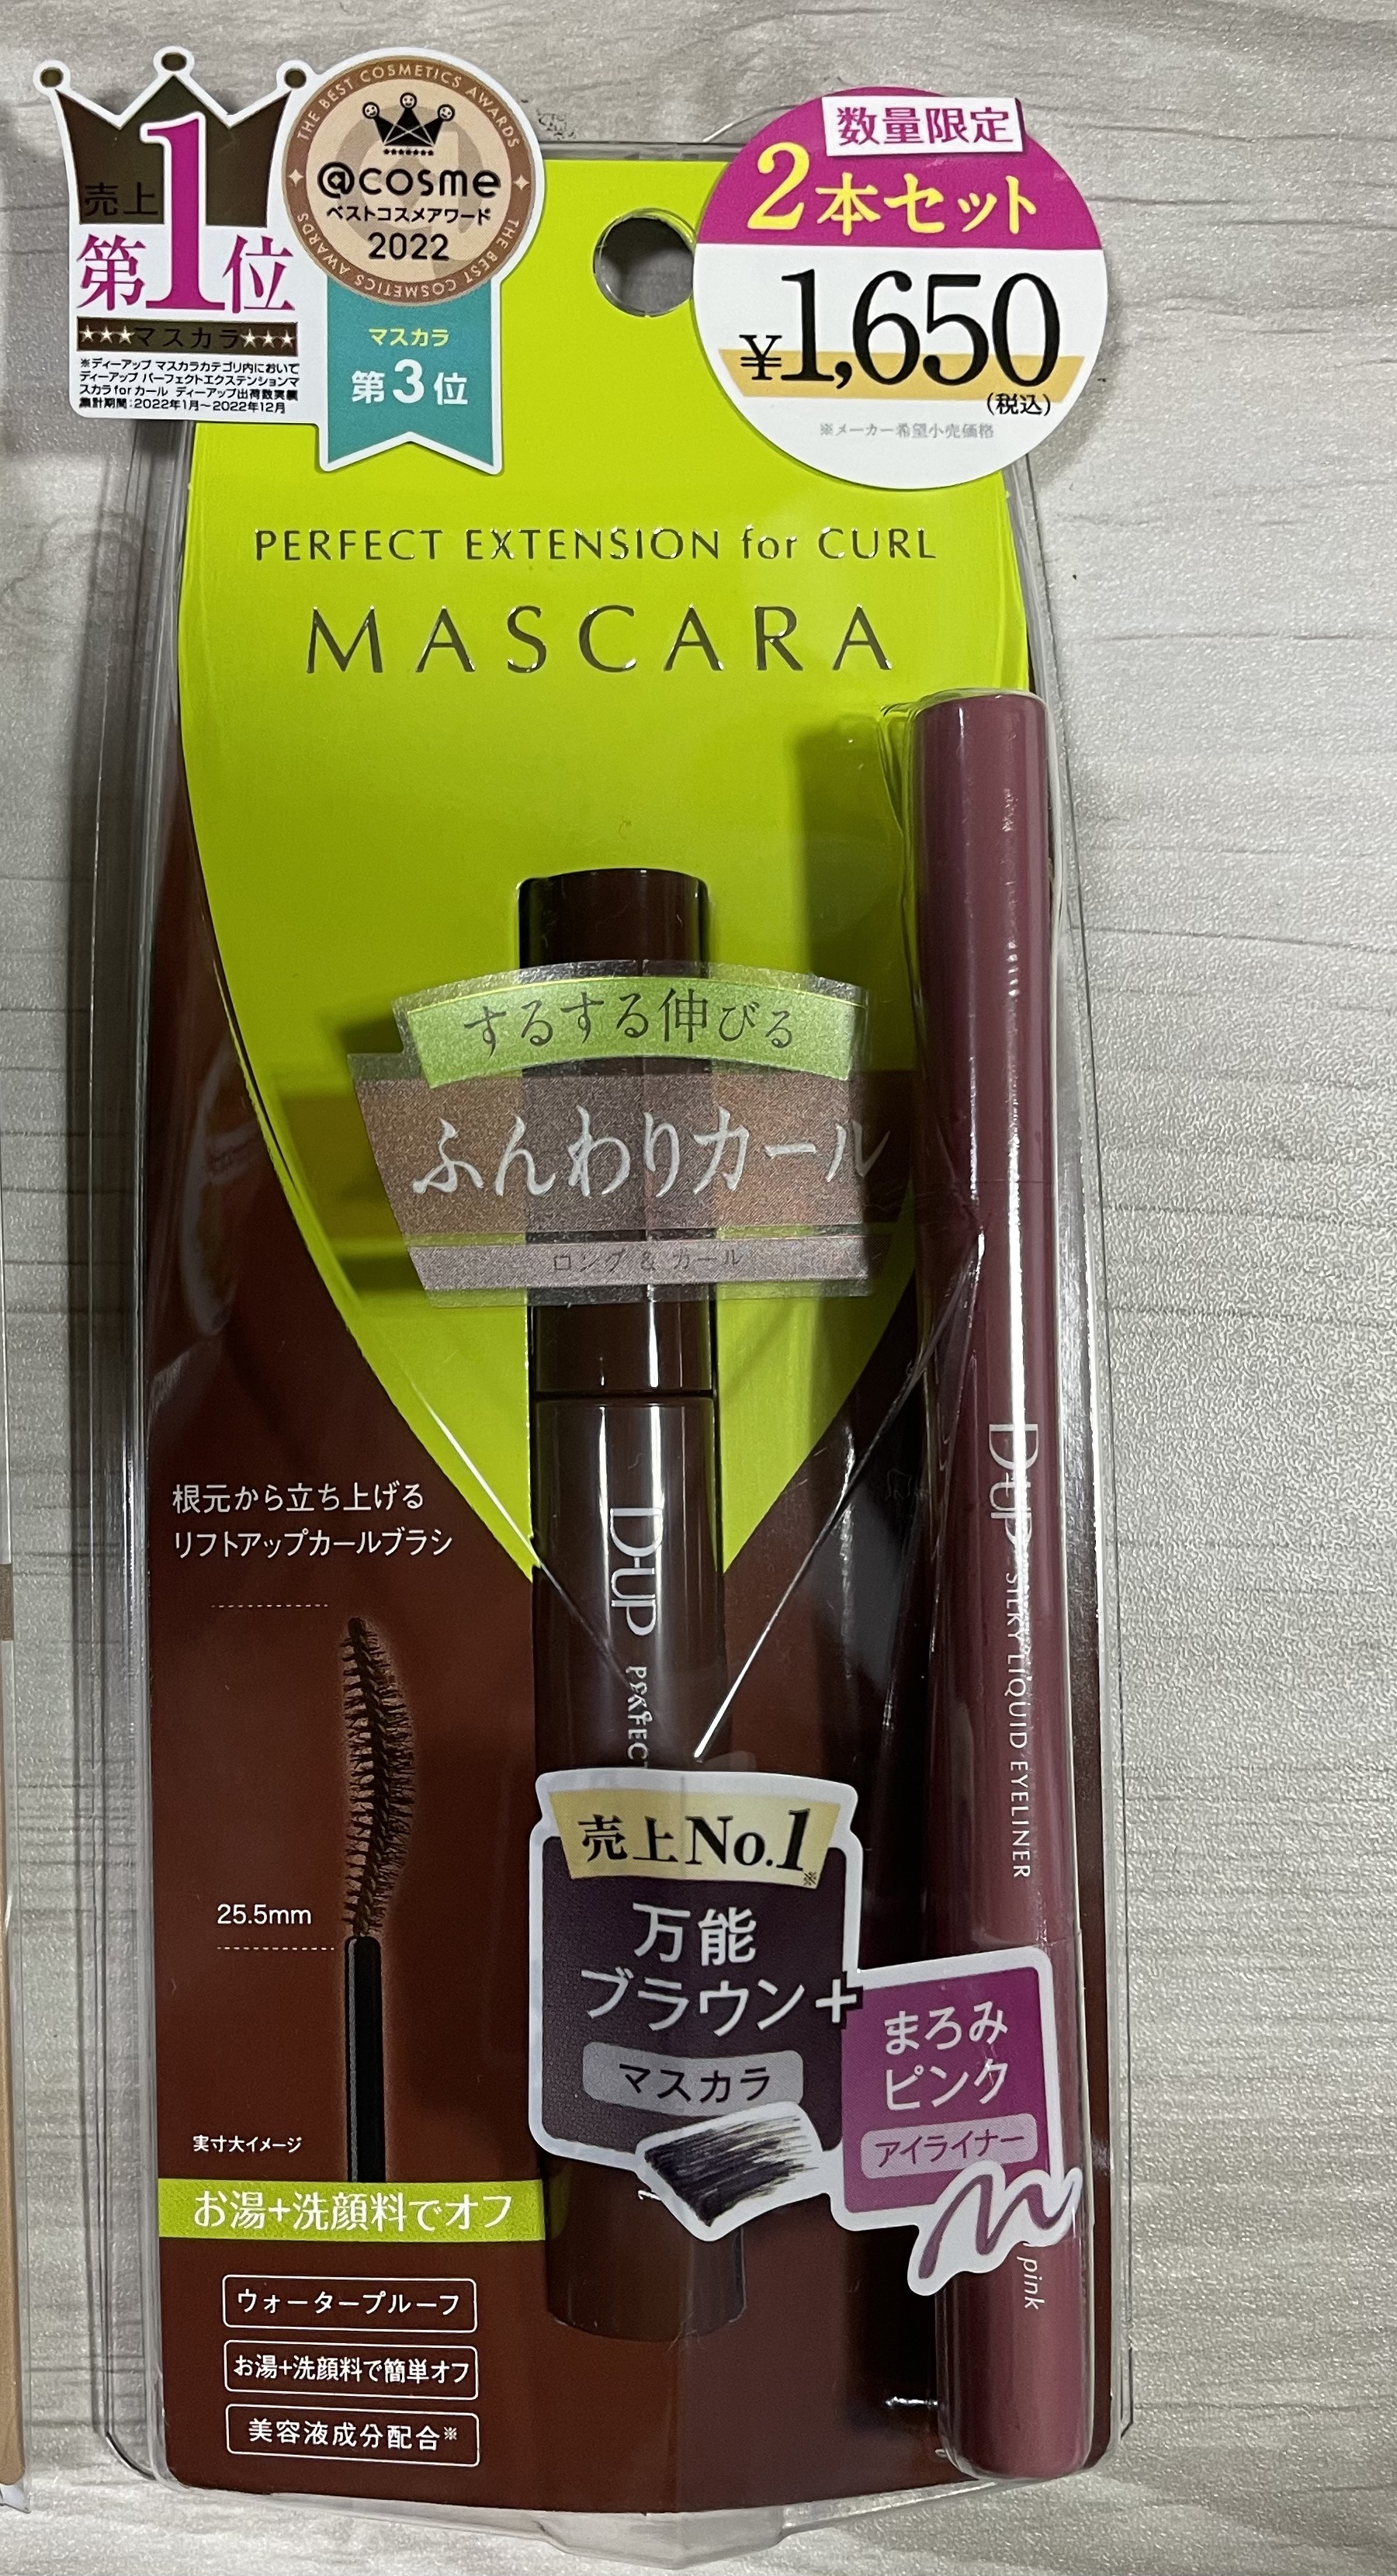 売上
第1位
★★★マスカラ★★★
※ディーアップ マスカラカテゴリ内において
ディーアップ パーフェクトエクステンションマ
スカラ for カール ディーアップ出荷数実績
集計期間：2022年1月～2022年12月
THE BEST COSMETICS AWARDS
@cosme
ベストコスメアワード
2022
THE BEST COSMETICS AWARDS
マスカラ
第3位
数量限定
2本セット
¥1,650
(税込)
※メーカー希望小売価格
PERFECT EXTENSION for CURL
MASCARA
するする伸びる
ふんわりカール
ロング & カール
根元から立ち上げる
リフトアップカールブラシ
25.5mm
実寸大イメージ
D-UP PERFECT
D-UP SILKY LIQUID EYELINER
売上No.1※
万能
ブラウン+
マスカラ
まろみ
ピンク
アイライナー
pink
お湯+洗顔料でオフ
ウォータープルーフ
お湯+洗顔料で簡単オフ
美容液成分配合※